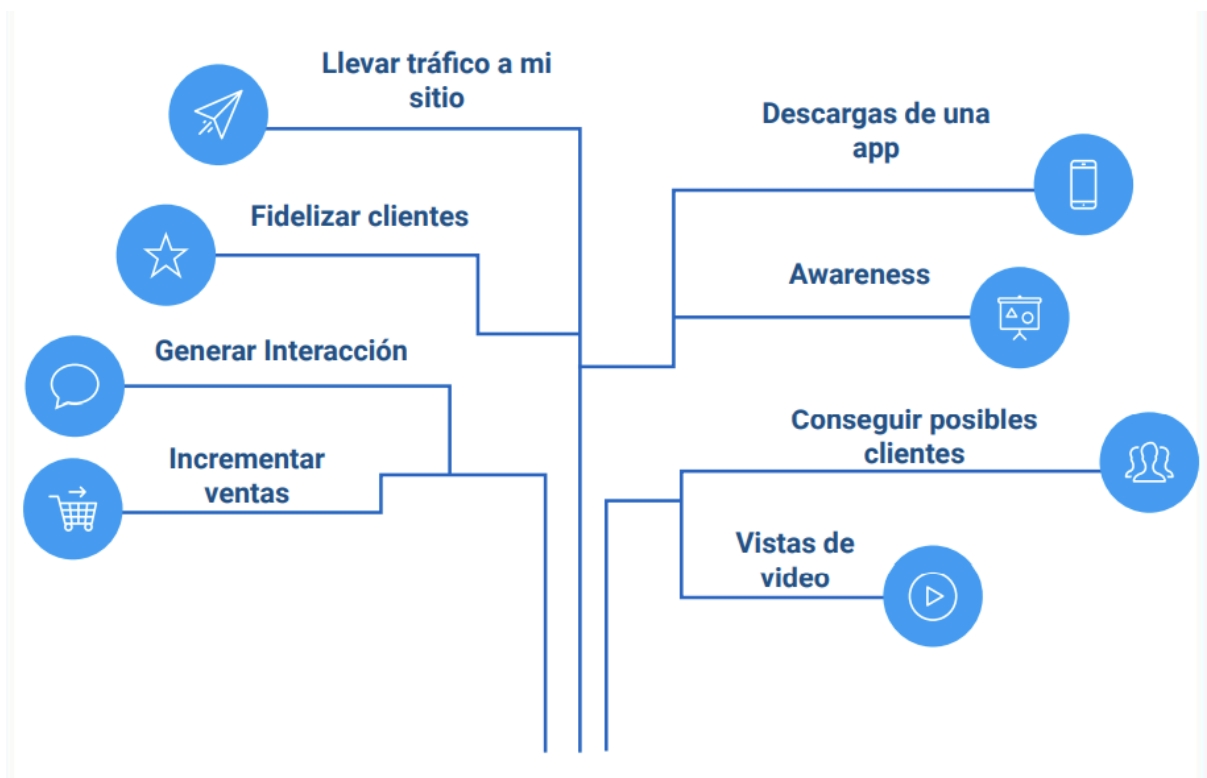 Llevar tráfico a mi
sitio
Fidelizar clientes
Generar Interacción
Incrementar
ventas
Descargas de una
app
Awareness
Conseguir posibles
clientes
Vistas de
video